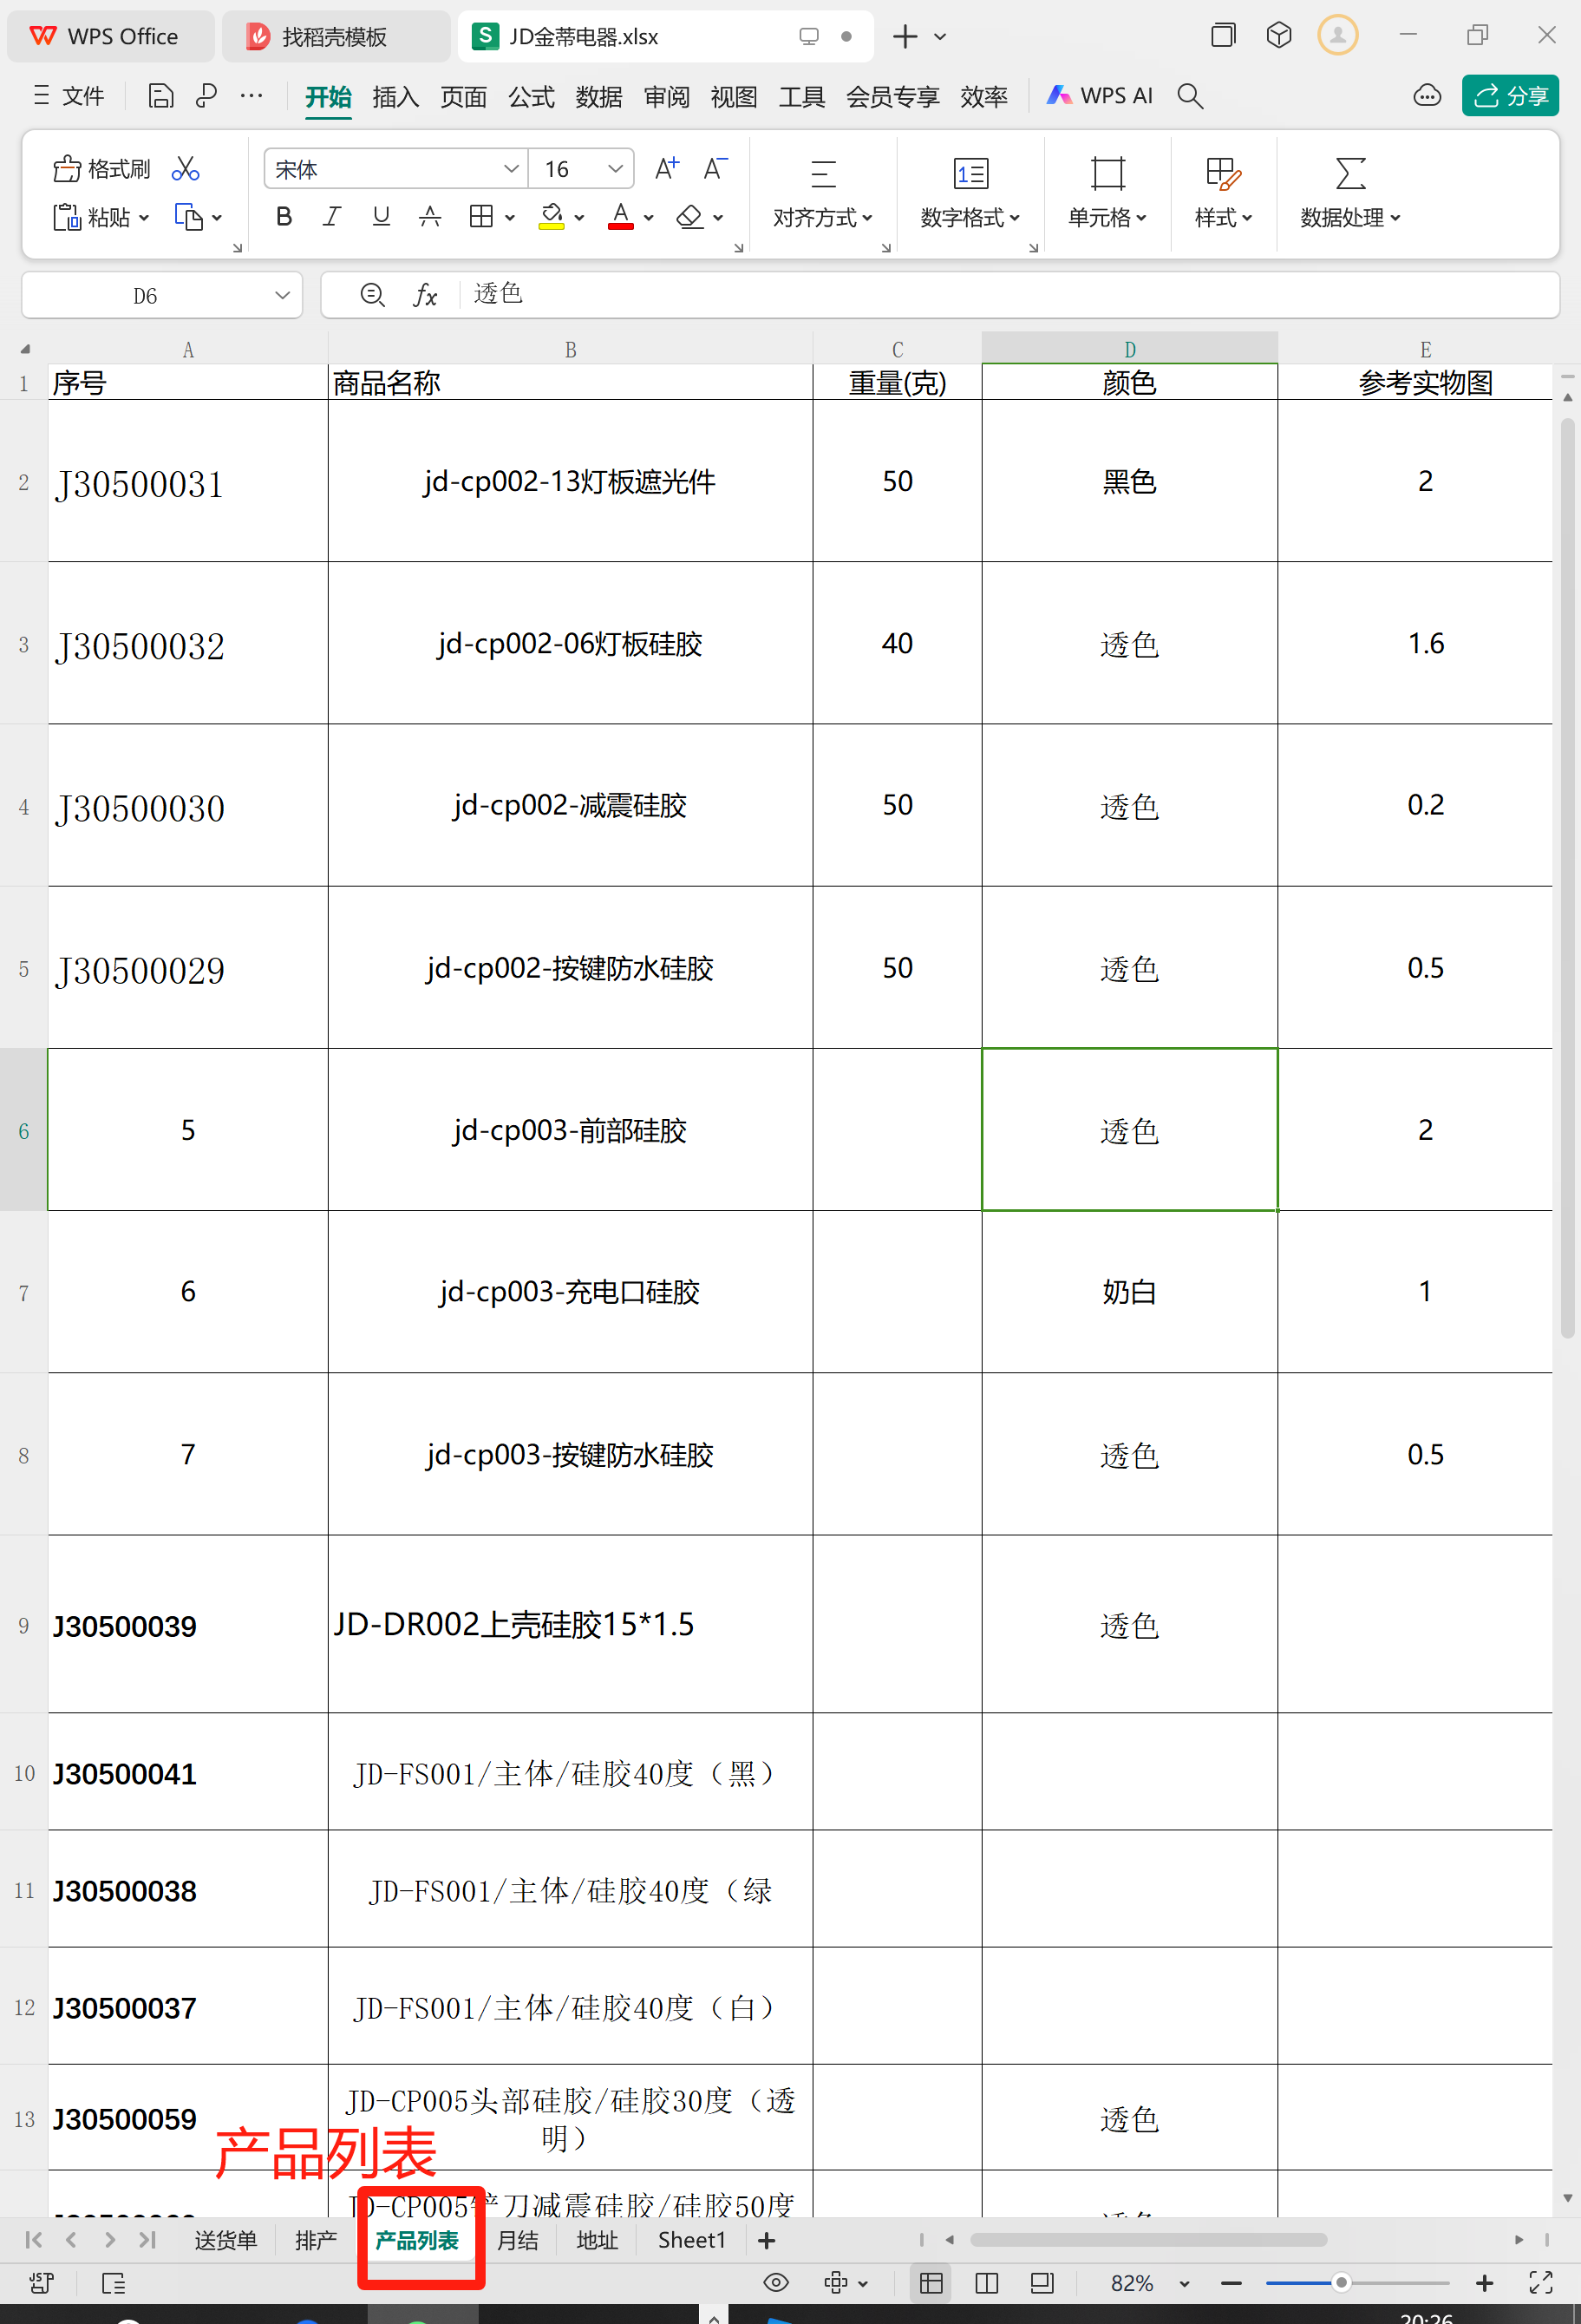 WPS Office
找稻壳模板
JD金蒂电器.xlsx
文件
开始 插入 页面 公式 数据 审阅 视图 工具 会员专享 效率
WPS AI
分享
格式刷
宋体
16
粘贴
对齐方式
数字格式
单元格
样式
数据处理
D6
fx
透色
A B C D E
1 序号 商品名称 重量(克) 颜色 参考实物图
2 J30500031 jd-cp002-13灯板遮光件 50 黑色 2
3 J30500032 jd-cp002-06灯板硅胶 40 透色 1.6
4 J30500030 jd-cp002-减震硅胶 50 透色 0.2
5 J30500029 jd-cp002-按键防水硅胶 50 透色 0.5
6 5 jd-cp003-前部硅胶 透色 2
7 6 jd-cp003-充电口硅胶 奶白 1
8 7 jd-cp003-按键防水硅胶 透色 0.5
9 J30500039 JD-DR002上壳硅胶15*1.5 透色
10 J30500041 JD-FS001/主体/硅胶40度（黑）
11 J30500038 JD-FS001/主体/硅胶40度（绿
12 J30500037 JD-FS001/主体/硅胶40度（白）
13 J30500059 JD-CP005头部硅胶/硅胶30度（透
明） 透色
产品列表
JD-CP005铲刀减震硅胶/硅胶50度
送货单 排产 产品列表 月结 地址 Sheet1
82%
20:26